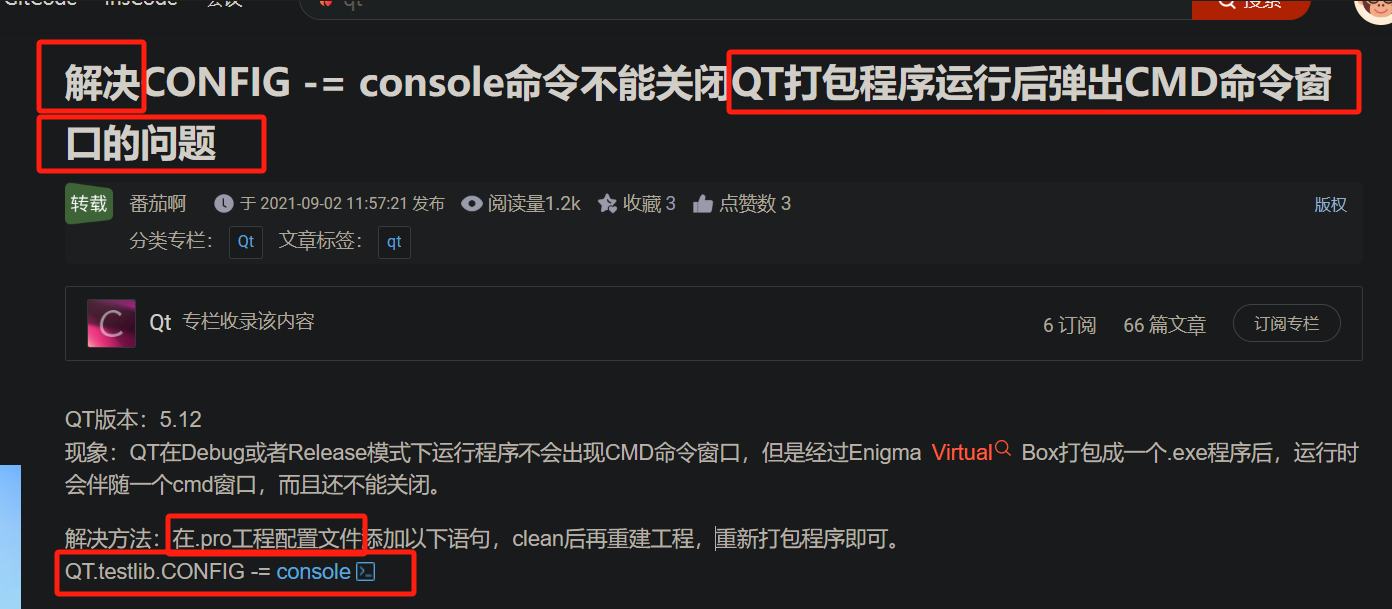 GitCode InsCode 会议 qt 搜索
解决CONFIG -= console命令不能关闭QT打包程序运行后弹出CMD命令窗
口的问题
转载 番茄啊 于 2021-09-02 11:57:21 发布 阅读量1.2k 收藏 3 点赞数 3 版权
分类专栏： Qt 文章标签： qt
Qt 专栏收录该内容 6 订阅 66 篇文章 订阅专栏
QT版本：5.12
现象：QT在Debug或者Release模式下运行程序不会出现CMD命令窗口，但是经过Enigma Virtual Box打包成一个.exe程序后，运行时
会伴随一个cmd窗口，而且还不能关闭。
解决方法：在.pro工程配置文件添加以下语句，clean后再重建工程，重新打包程序即可。
QT.testlib.CONFIG -= console